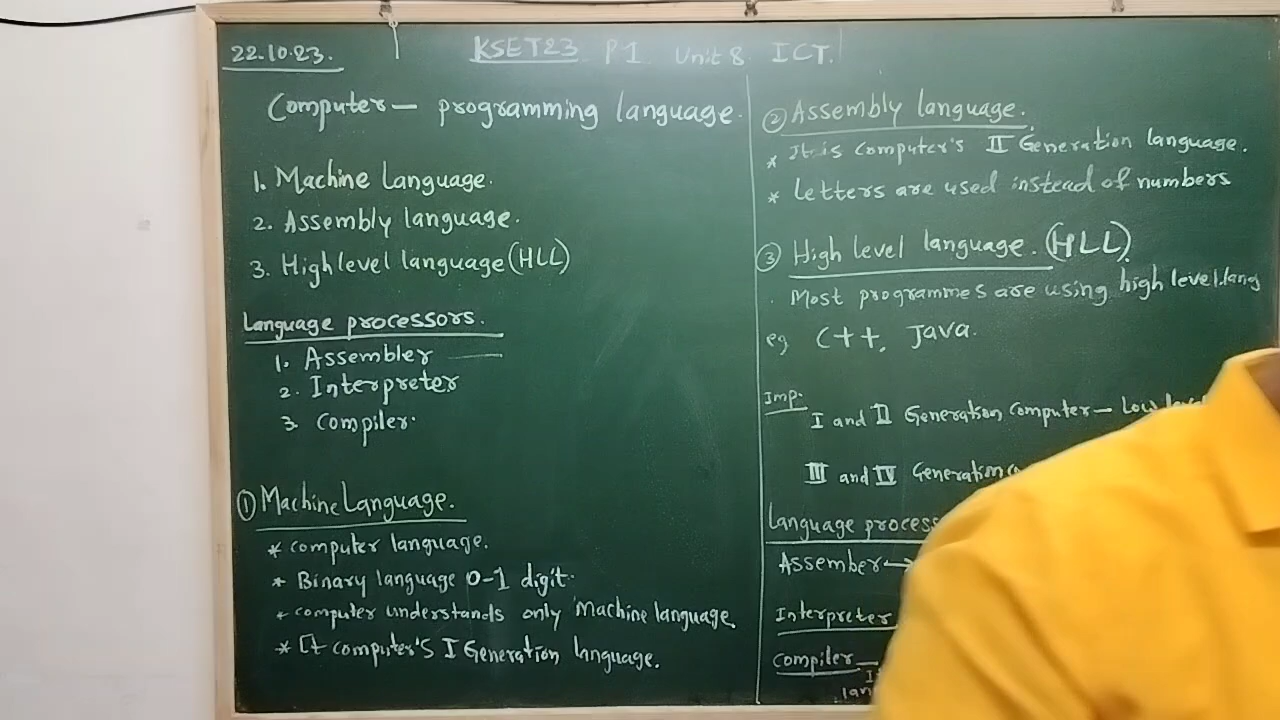 22.10.23.
KSET23 P1 Unit 8 ICT.
Computer— programming language.
1. Machine Language.
2. Assembly language.
3. High level language (HLL)
Language processors.
1. Assembler
2. Interpreter
3. Compiler.
① Machine Language.
* computer language.
* Binary language 0-1 digit.
* computer understands only Machine language.
* It computer's I Generation language.
② Assembly language.
* It is computer's II Generation language.
* Letters are used instead of numbers
③ High level language. (HLL).
Most programmes are using high level lang
eg C++, Java.
Imp.
I and II Generation Computer— Low
III and IV Generation
Language
Assember→
Interpreter
Compiler—